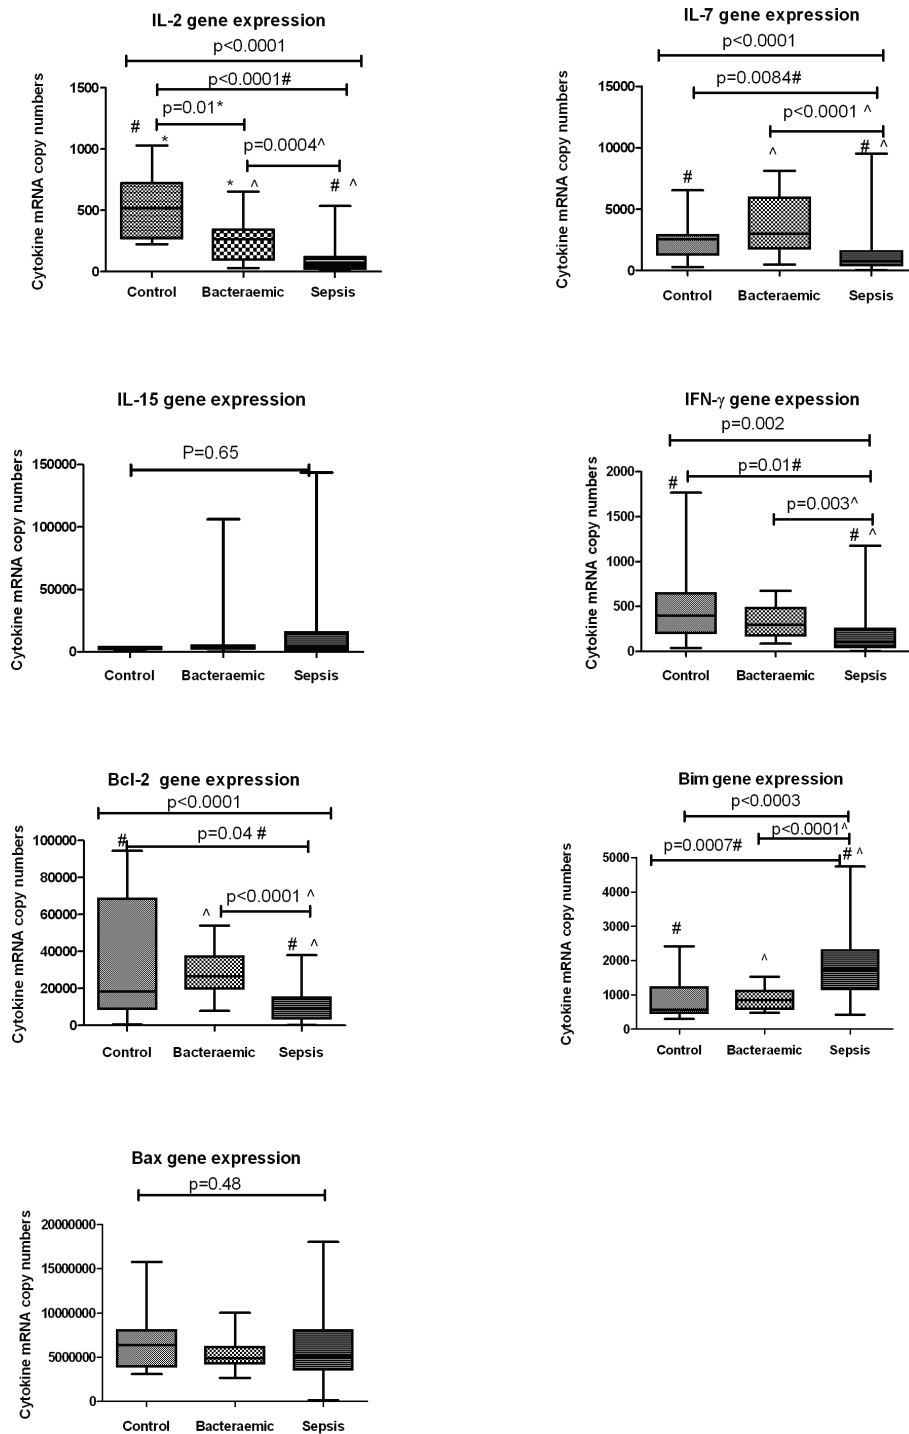 IL-2 gene expression
p<0.0001
p<0.0001#
p=0.01*
p=0.0004^
# * * ^ # ^
Cytokine mRNA copy numbers
1500
1000
500
0
Control Bacteraemic Sepsis
IL-7 gene expression
p<0.0001
p=0.0084#
p<0.0001 ^
# ^ # ^
Cytokine mRNA copy numbers
15000
10000
5000
0
Control Bacteraemic Sepsis
IL-15 gene expression
P=0.65
Cytokine mRNA copy numbers
150000
100000
50000
0
Control Bacteraemic Sepsis
IFN-γ gene expession
p=0.002
p=0.01#
p=0.003^
# # ^
Cytokine mRNA copy numbers
2000
1500
1000
500
0
Control Bacteraemic Sepsis
Bcl-2 gene expression
p<0.0001
p=0.04 #
p<0.0001 ^
# ^ # ^
Cytokine mRNA copy numbers
100000
80000
60000
40000
20000
0
Control Bacteraemic Sepsis
Bim gene expression
p<0.0003
p<0.0001^
p=0.0007#
# ^ # ^
Cytokine mRNA copy numbers
5000
4000
3000
2000
1000
0
Control Bacteraemic Sepsis
Bax gene expression
p=0.48
Cytokine mRNA copy numbers
20000000
15000000
10000000
5000000
0
Control Bacteraemic Sepsis